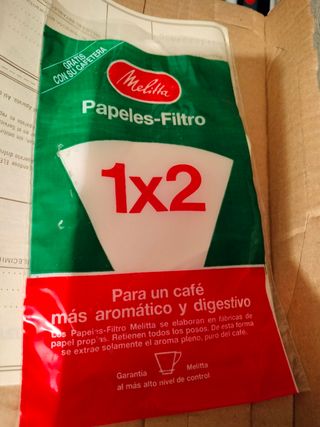 GRATIS
CON SU CAFETERA
Melitta
Papeles-Filtro
1x2
Para un café
más aromático y digestivo
Los Papeles-Filtro Melitta se elaboran en fábricas de
papel propias. Retienen todos los posos. De esta forma
se extrae solamente el aroma pleno, puro del café.
Garantía Melitta
al más alto nivel de control